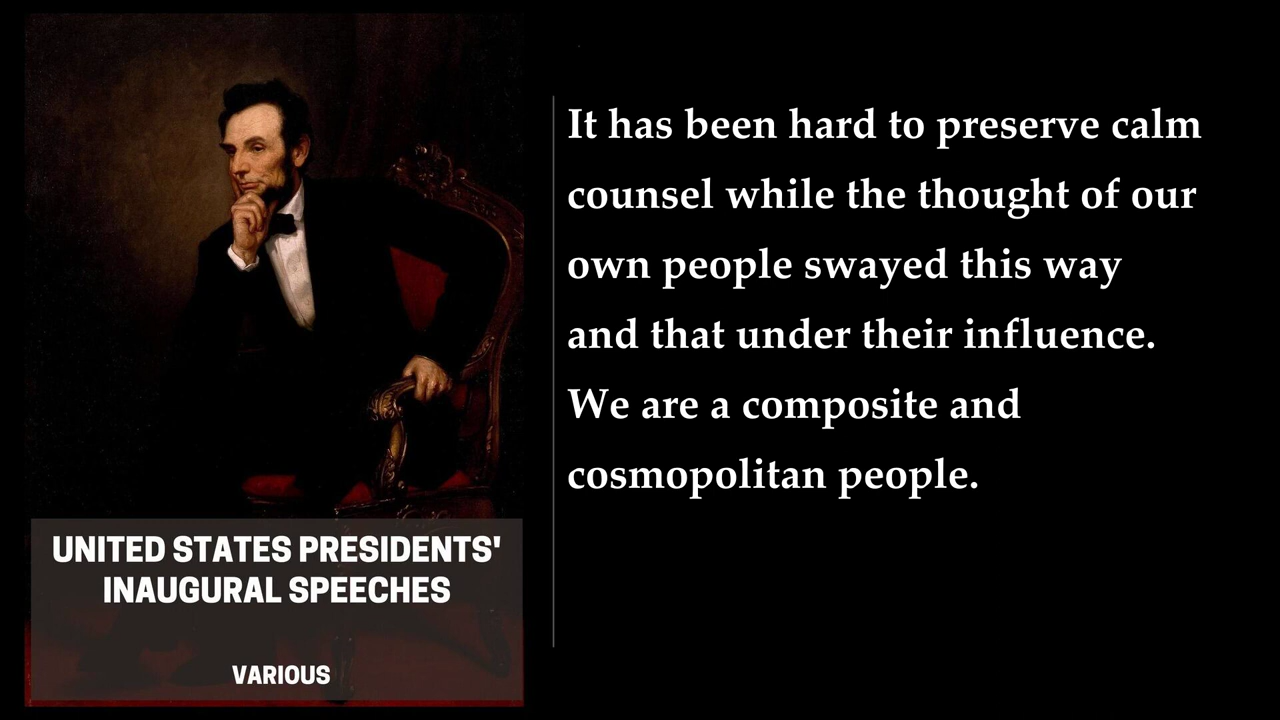 It has been hard to preserve calm
counsel while the thought of our
own people swayed this way
and that under their influence.
We are a composite and
cosmopolitan people.
UNITED STATES PRESIDENTS'
INAUGURAL SPEECHES
VARIOUS